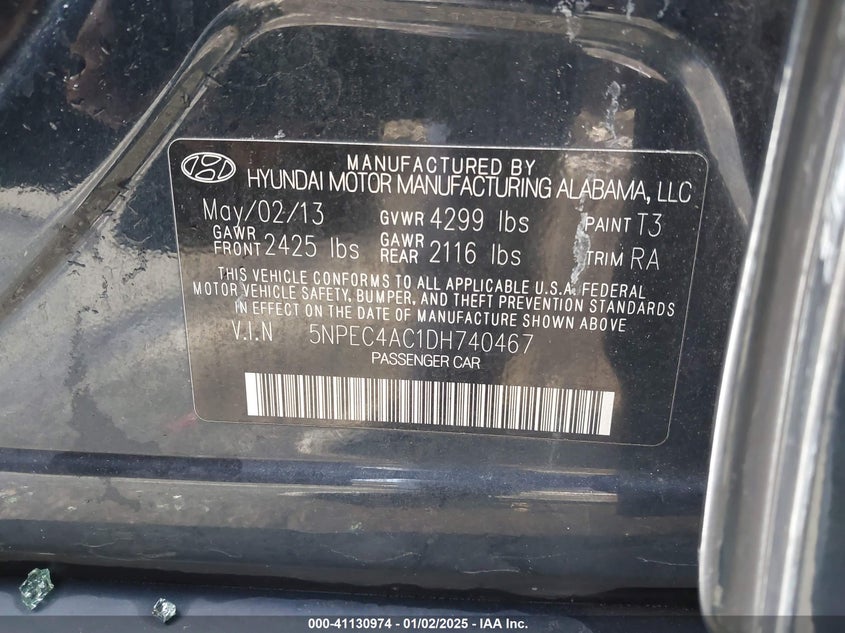 MANUFACTURED BY
HYUNDAI MOTOR MANUFACTURING ALABAMA, LLC
May/02/13 GVWR 4299 lbs PAINT T3
GAWR FRONT 2425 lbs GAWR REAR 2116 lbs TRIM RA
THIS VEHICLE CONFORMS TO ALL APPLICABLE U.S.A. FEDERAL
MOTOR VEHICLE SAFETY, BUMPER, AND THEFT PREVENTION STANDARDS
IN EFFECT ON THE DATE OF MANUFACTURE SHOWN ABOVE
V.I.N 5NPEC4AC1DH740467
PASSENGER CAR
000-41130974 - 01/02/2025 - IAA Inc.